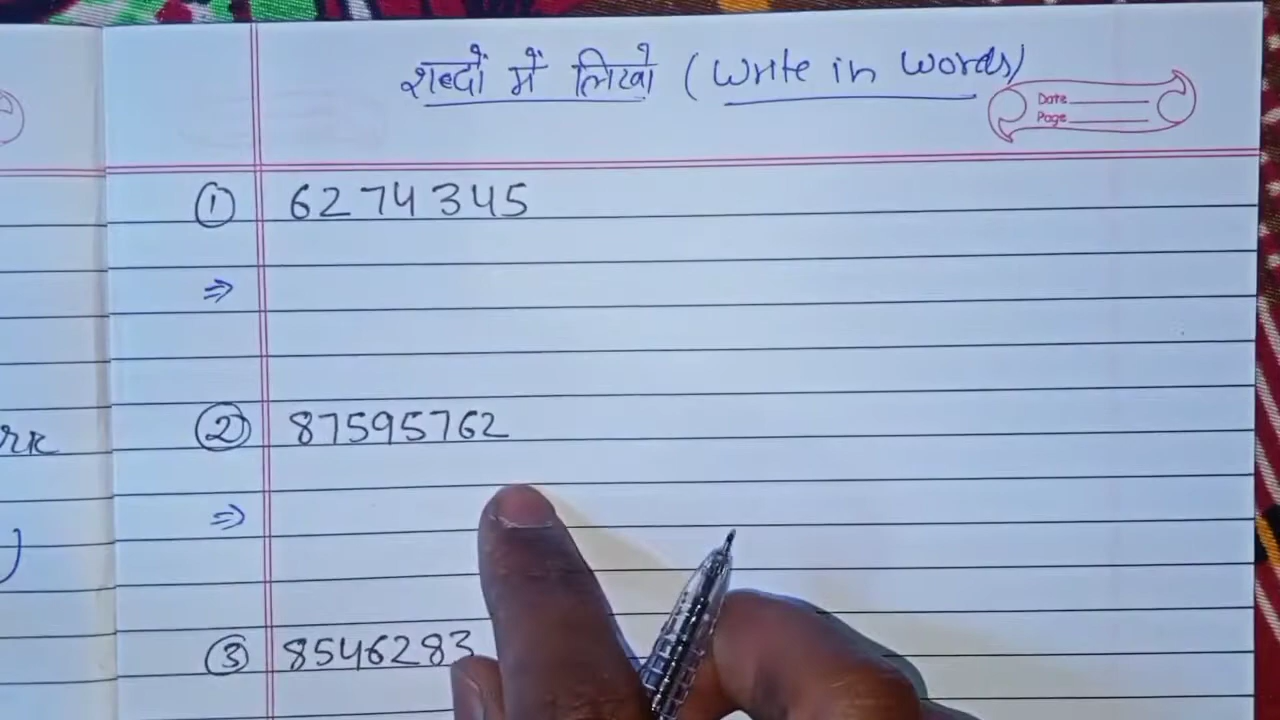 शब्दों में लिखो (Write in words)
Date
Page
① 6274345
⇒
② 87595762
⇒
③ 8546283